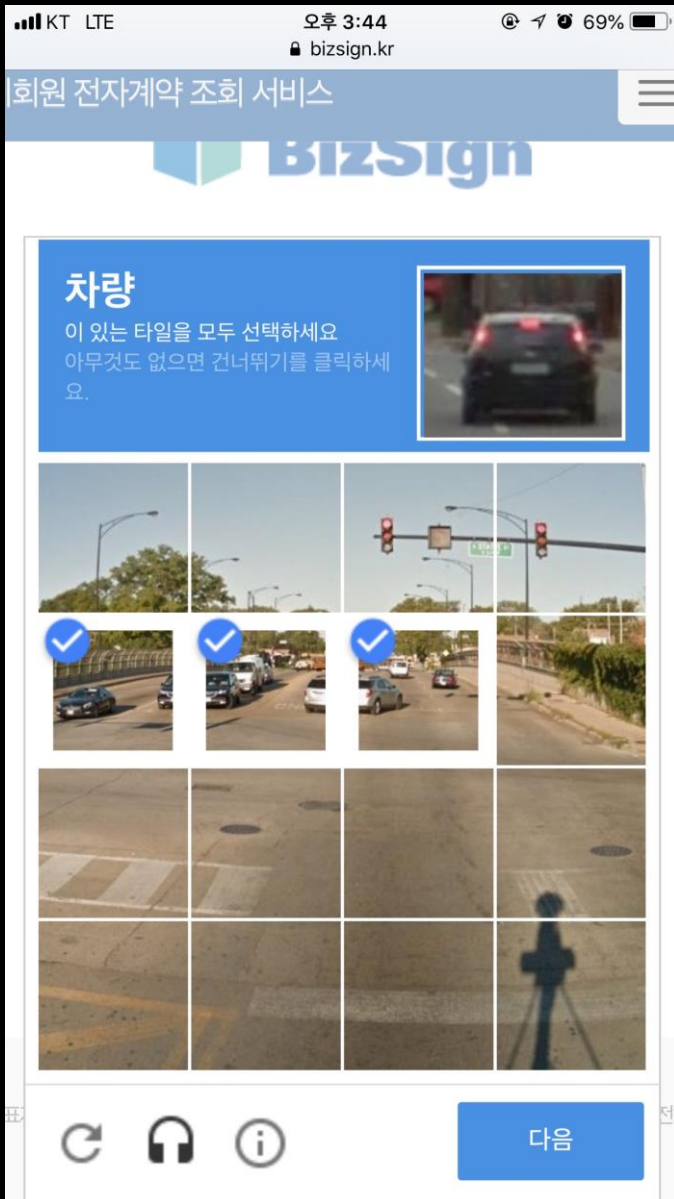 KT LTE 오후 3:44 69%
bizsign.kr
회원 전자계약 조회 서비스
BizSign
차량
이 있는 타일을 모두 선택하세요
아무것도 없으면 건너뛰기를 클릭하세
요.
다음